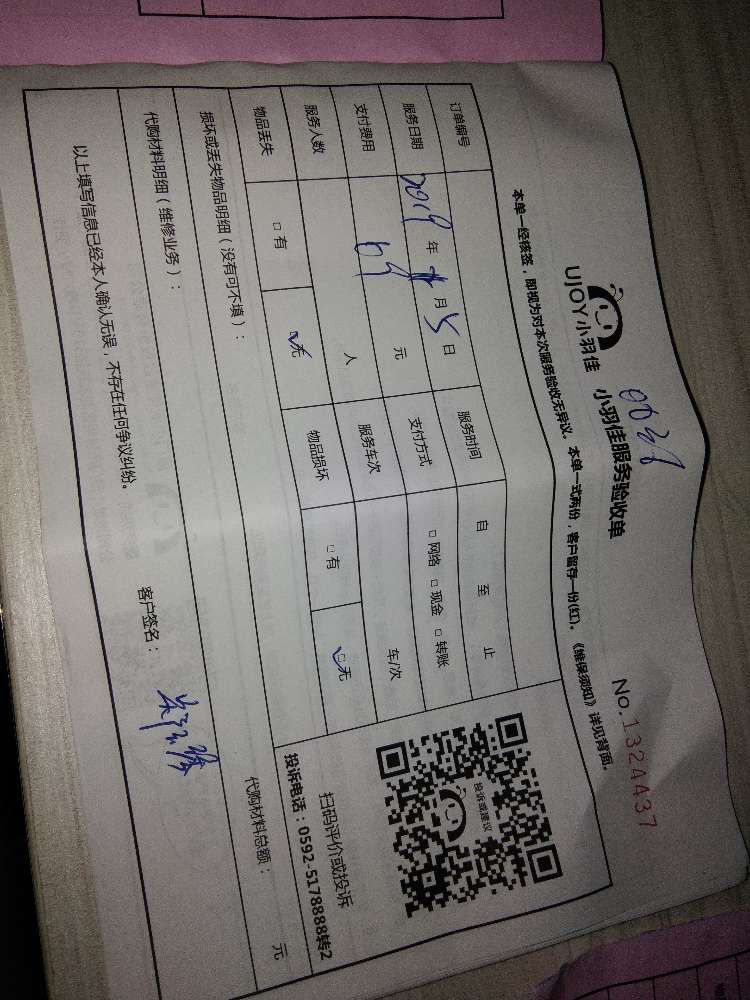 UJOY小羽佳
小羽佳服务验收单
No.1324437
本单一经核签，即视为对本次服务验收无异议。本单一式两份，客户留存一份(红)。《维保须知》详见背面。
订单编号
服务时间 自 至 止
服务日期 2019 年 月 5 日
支付方式 □网络 □现金 □转账
支付费用 69 元
服务车次 车/次
服务人数 人
物品丢失 □有 □无
物品损坏 □有 □无
投诉或建议
扫码评价或投诉
投诉电话：0592-5178888转2
损坏或丢失物品明细（没有可不填）：
代购材料明细（维修业务）：
代购材料总额： 元
以上填写信息已经本人确认无误，不存在任何争议纠纷。
客户签名：